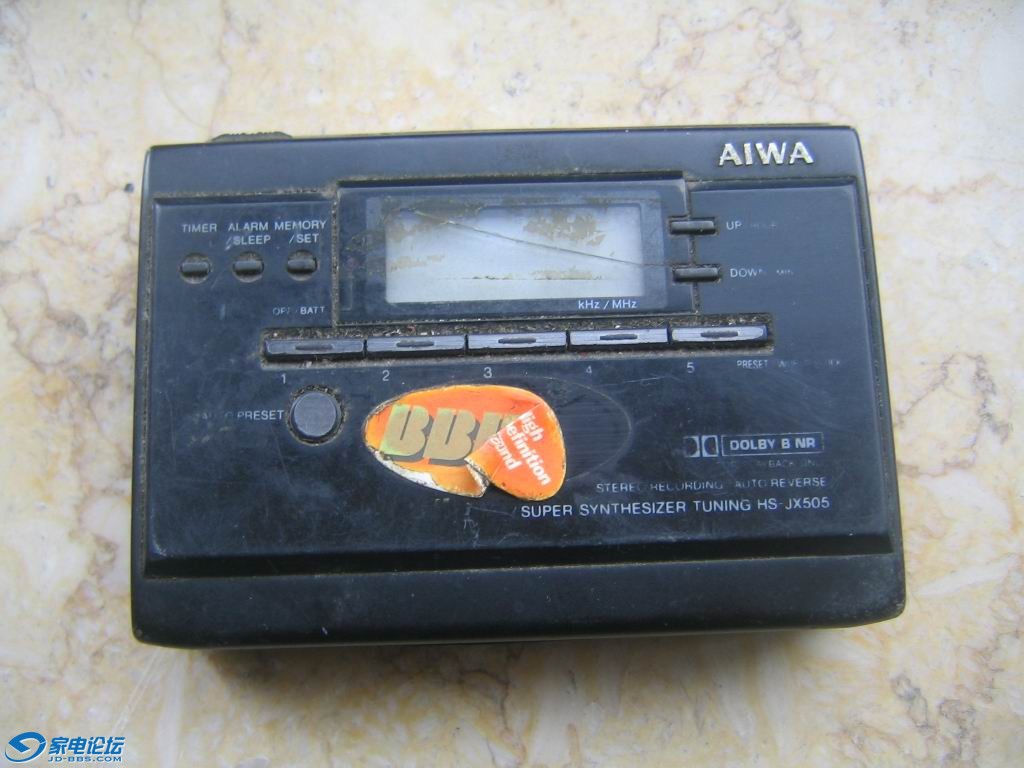 AIWA
TIMER ALARM MEMORY
/SLEEP /SET
UP
DOWN
kHz / MHz
BATT
1 2 3 4 5
PRESET
PRESET
BBE
High
Definition
Sound
DOLBY B NR
STEREO RECORDING AUTO REVERSE
SUPER SYNTHESIZER TUNING HS-JX505
家电论坛
JD-BBS.COM